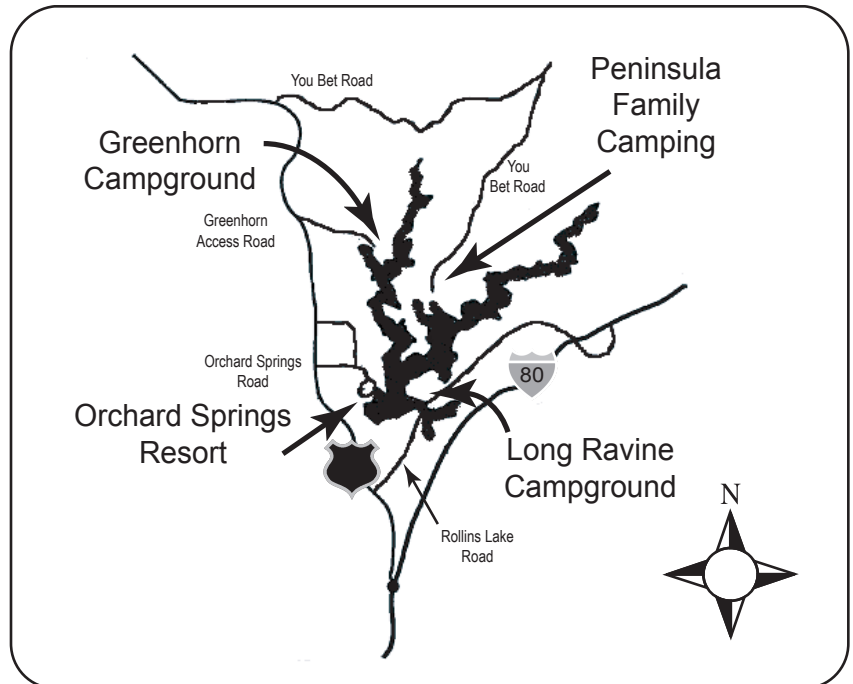 You Bet Road
Peninsula
Family
Camping
Greenhorn
Campground
You
Bet Road
Greenhorn
Access Road
Orchard Springs
Road
80
Orchard Springs
Resort
Long Ravine
Campground
Rollins Lake
Road
N